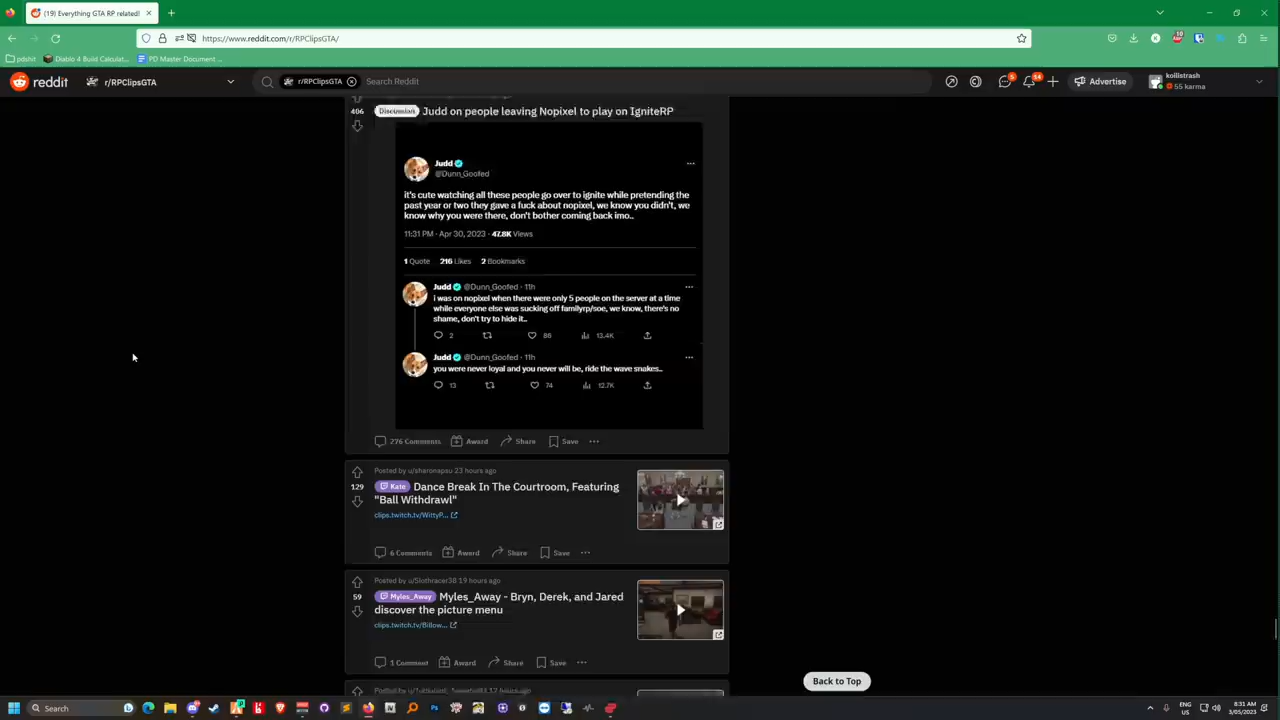 (19) Everything GTA RP related!
https://www.reddit.com/r/RPClipsGTA/
pdshit
Diablo 4 Build Calculat...
PD Master Document ...
reddit
r/RPClipsGTA
r/RPClipsGTA
Search Reddit
Advertise
koilistrash
55 karma
406
Discussion
Judd on people leaving Nopixel to play on IgniteRP
Judd
@Dunn_Goofed
it's cute watching all these people go over to ignite while pretending the
past year or two they gave a fuck about nopixel, we know you didn't, we
know why you were there, don't bother coming back imo..
11:31 PM · Apr 30, 2023 · 47.8K Views
1 Quote 216 Likes 2 Bookmarks
Judd @Dunn_Goofed · 11h
i was on nopixel when there were only 5 people on the server at a time
while everyone else was sucking off familyrp/soe, we know, there's no
shame, don't try to hide it..
2 86 13.4K
Judd @Dunn_Goofed · 11h
you were never loyal and you never will be, ride the wave snakes..
13 74 12.7K
276 Comments Award Share Save
Posted by u/sharonapsu 23 hours ago
129
Kate Dance Break In The Courtroom, Featuring
"Ball Withdrawl"
clips.twitch.tv/WittyP...
6 Comments Award Share Save
Posted by u/Slothracer38 19 hours ago
59
Myles_Away Myles_Away - Bryn, Derek, and Jared
discover the picture menu
clips.twitch.tv/Billow...
1 Comment Award Share Save
Back to Top
Search
ENG
US
8:31 AM
3/05/2023